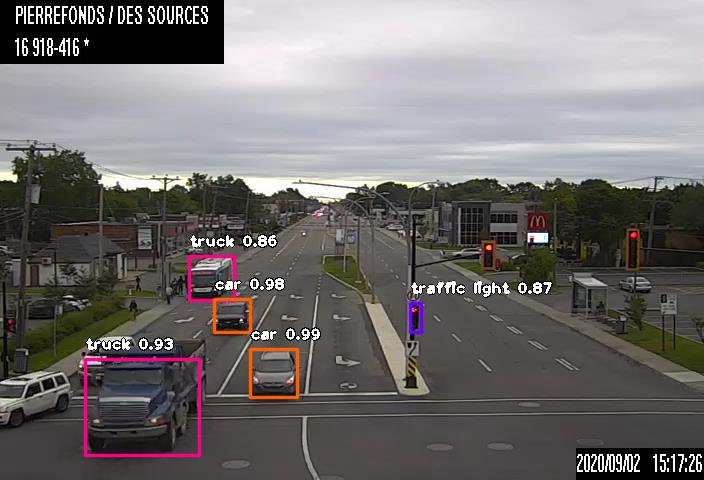 PIERREFONDS / DES SOURCES
16 918-416 *
truck 0.86
car 0.98
traffic light 0.87
car 0.99
truck 0.93
2020/09/02 15:17:26